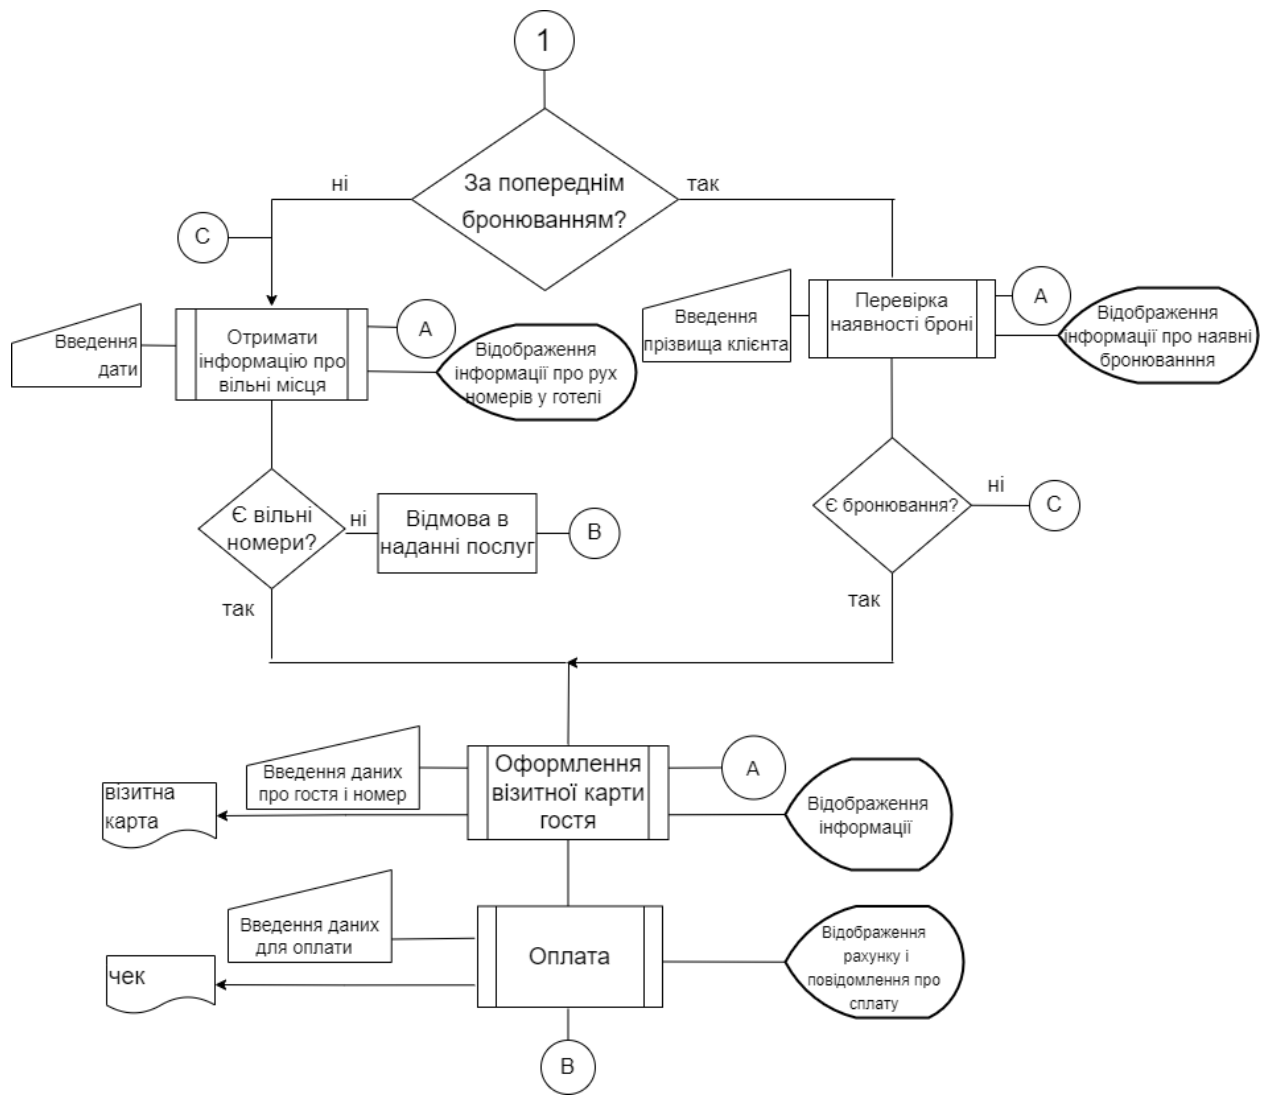 1
За попереднім
бронюванням?
ні
так
C
Введення
дати
Отримати
інформацію про
вільні місця
A
Відображення
інформації про рух
номерів у готелі
Введення
прізвища клієнта
Перевірка
наявності броні
A
Відображення
інформації про наявні
бронюванння
Є вільні
номери?
ні
Відмова в
наданні послуг
B
так
Є бронювання?
ні
C
так
Введення даних
про гостя і номер
візитна
карта
Оформлення
візитної карти
гостя
A
Відображення
інформації
Введення даних
для оплати
чек
Оплата
Відображення
рахунку і
повідомлення про
сплату
B